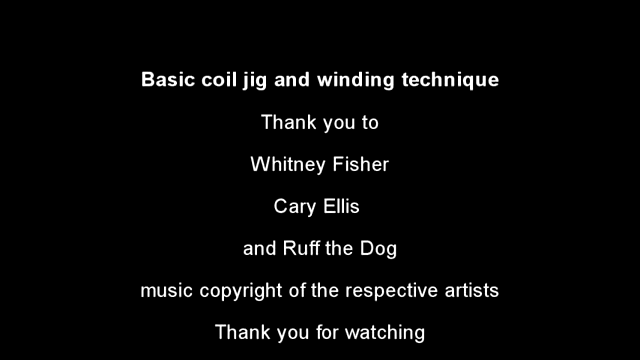 Basic coil jig and winding technique
Thank you to
Whitney Fisher
Cary Ellis
and Ruff the Dog
music copyright of the respective artists
Thank you for watching